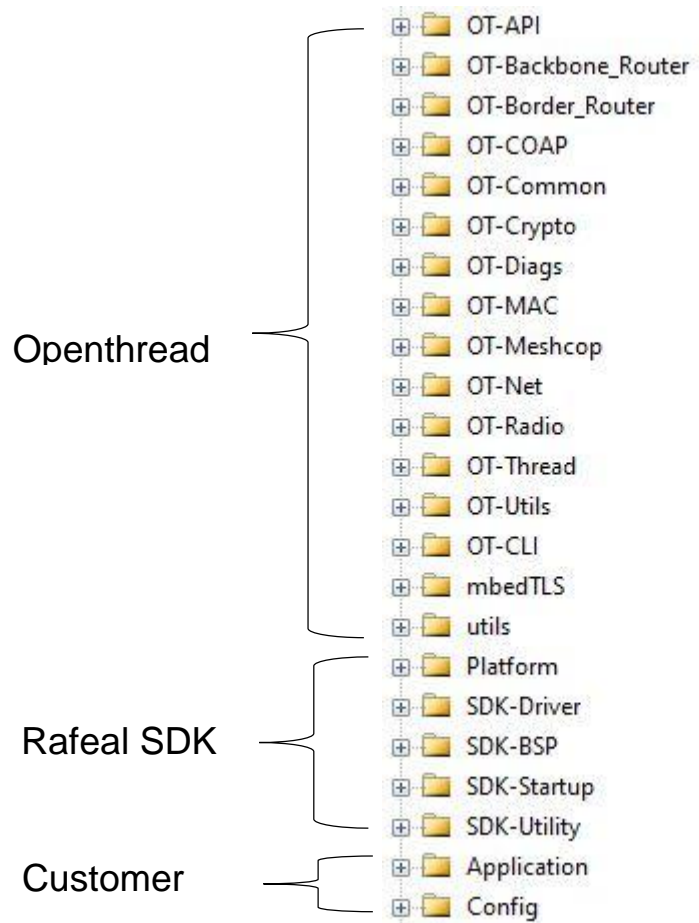 OT-API
OT-Backbone_Router
OT-Border_Router
OT-COAP
OT-Common
OT-Crypto
OT-Diags
OT-MAC
OT-Meshcop
Openthread
OT-Net
OT-Radio
OT-Thread
OT-Utils
OT-CLI
mbedTLS
utils
Platform
SDK-Driver
Rafeal SDK
SDK-BSP
SDK-Startup
SDK-Utility
Application
Customer
Config